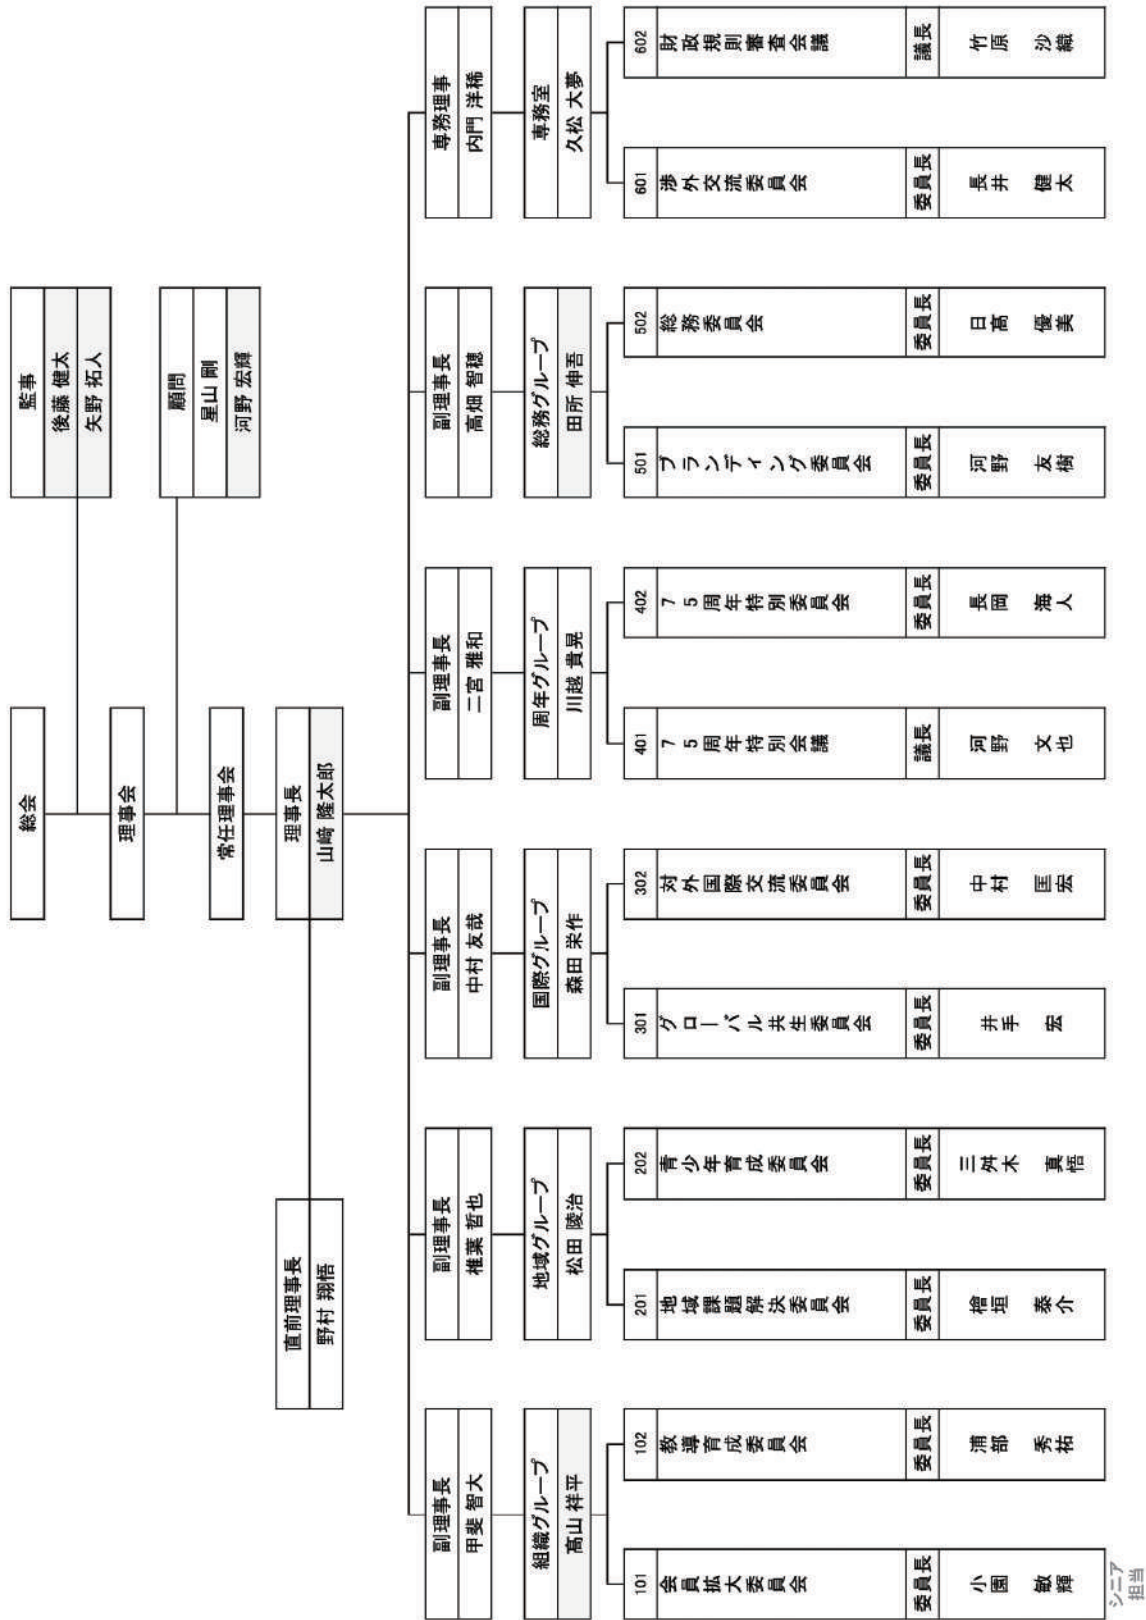 総会
監事
後藤 健太
矢野 拓人
理事会
顧問
星山 剛
河野 宏輝
常任理事会
直前理事長
野村 翔悟
理事長
山﨑 隆太郎
副理事長
甲斐 智大
副理事長
椎葉 哲也
副理事長
中村 友哉
副理事長
二宮 雅和
副理事長
高畑 智穂
専務理事
内門 洋稀
組織グループ
髙山 祥平
地域グループ
松田 陵治
国際グループ
森田 栄作
周年グループ
川越 貴晃
総務グループ
田所 伸吾
専務室
久松 大夢
101
会員拡大委員会
委員長
小園 敏輝
102
教導育成委員会
委員長
浦部 秀祐
201
地域課題解決委員会
委員長
檜垣 泰介
202
青少年育成委員会
委員長
三舛木 真悟
301
グローバル共生委員会
委員長
井手 宏
302
対外国際交流委員会
委員長
中村 匡宏
401
75周年特別会議
議長
河野 文也
402
75周年特別委員会
委員長
長岡 海人
501
ブランディング委員会
委員長
河野 友樹
502
総務委員会
委員長
日髙 優美
601
渉外交流委員会
委員長
長井 健太
602
財政規則審査会議
議長
竹原 沙織
シニア
担当